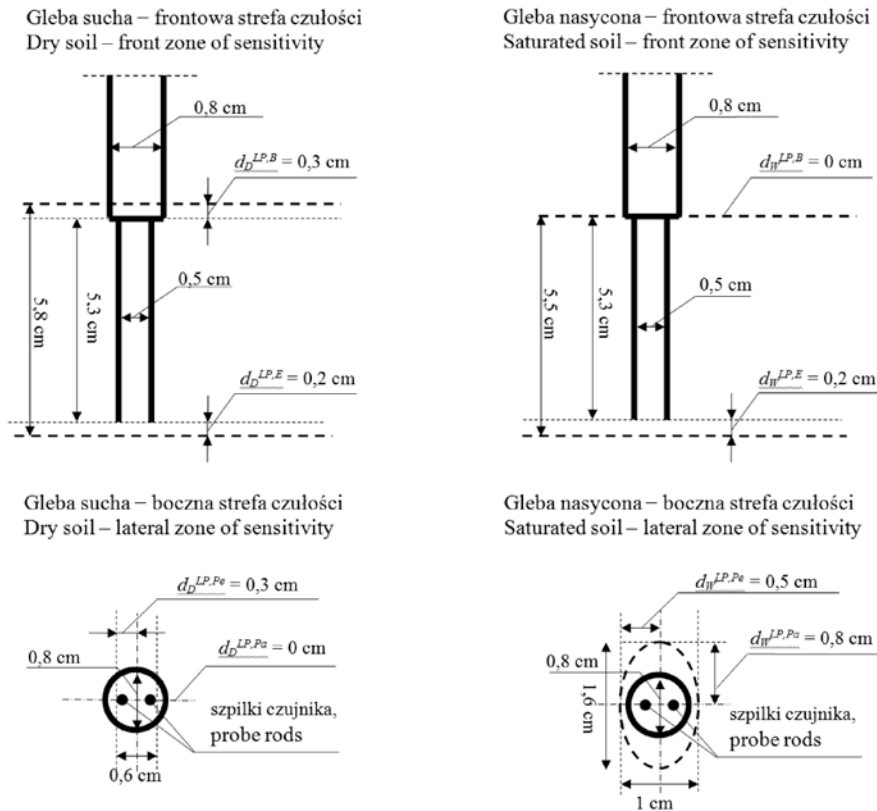 Gleba sucha – frontowa strefa czułości
Dry soil – front zone of sensitivity
0,8 cm
d_D^{LP,B} = 0,3 cm
0,5 cm
5,8 cm
5,3 cm
d_D^{LP,E} = 0,2 cm
Gleba nasycona – frontowa strefa czułości
Saturated soil – front zone of sensitivity
0,8 cm
d_W^{LP,B} = 0 cm
0,5 cm
5,5 cm
5,3 cm
d_W^{LP,E} = 0,2 cm
Gleba sucha – boczna strefa czułości
Dry soil – lateral zone of sensitivity
d_D^{LP,Pe} = 0,3 cm
0,8 cm
d_D^{LP,Pa} = 0 cm
szpilki czujnika,
probe rods
0,6 cm
Gleba nasycona – boczna strefa czułości
Saturated soil – lateral zone of sensitivity
d_W^{LP,Pe} = 0,5 cm
0,8 cm
d_W^{LP,Pa} = 0,8 cm
1,6 cm
szpilki czujnika,
probe rods
1 cm